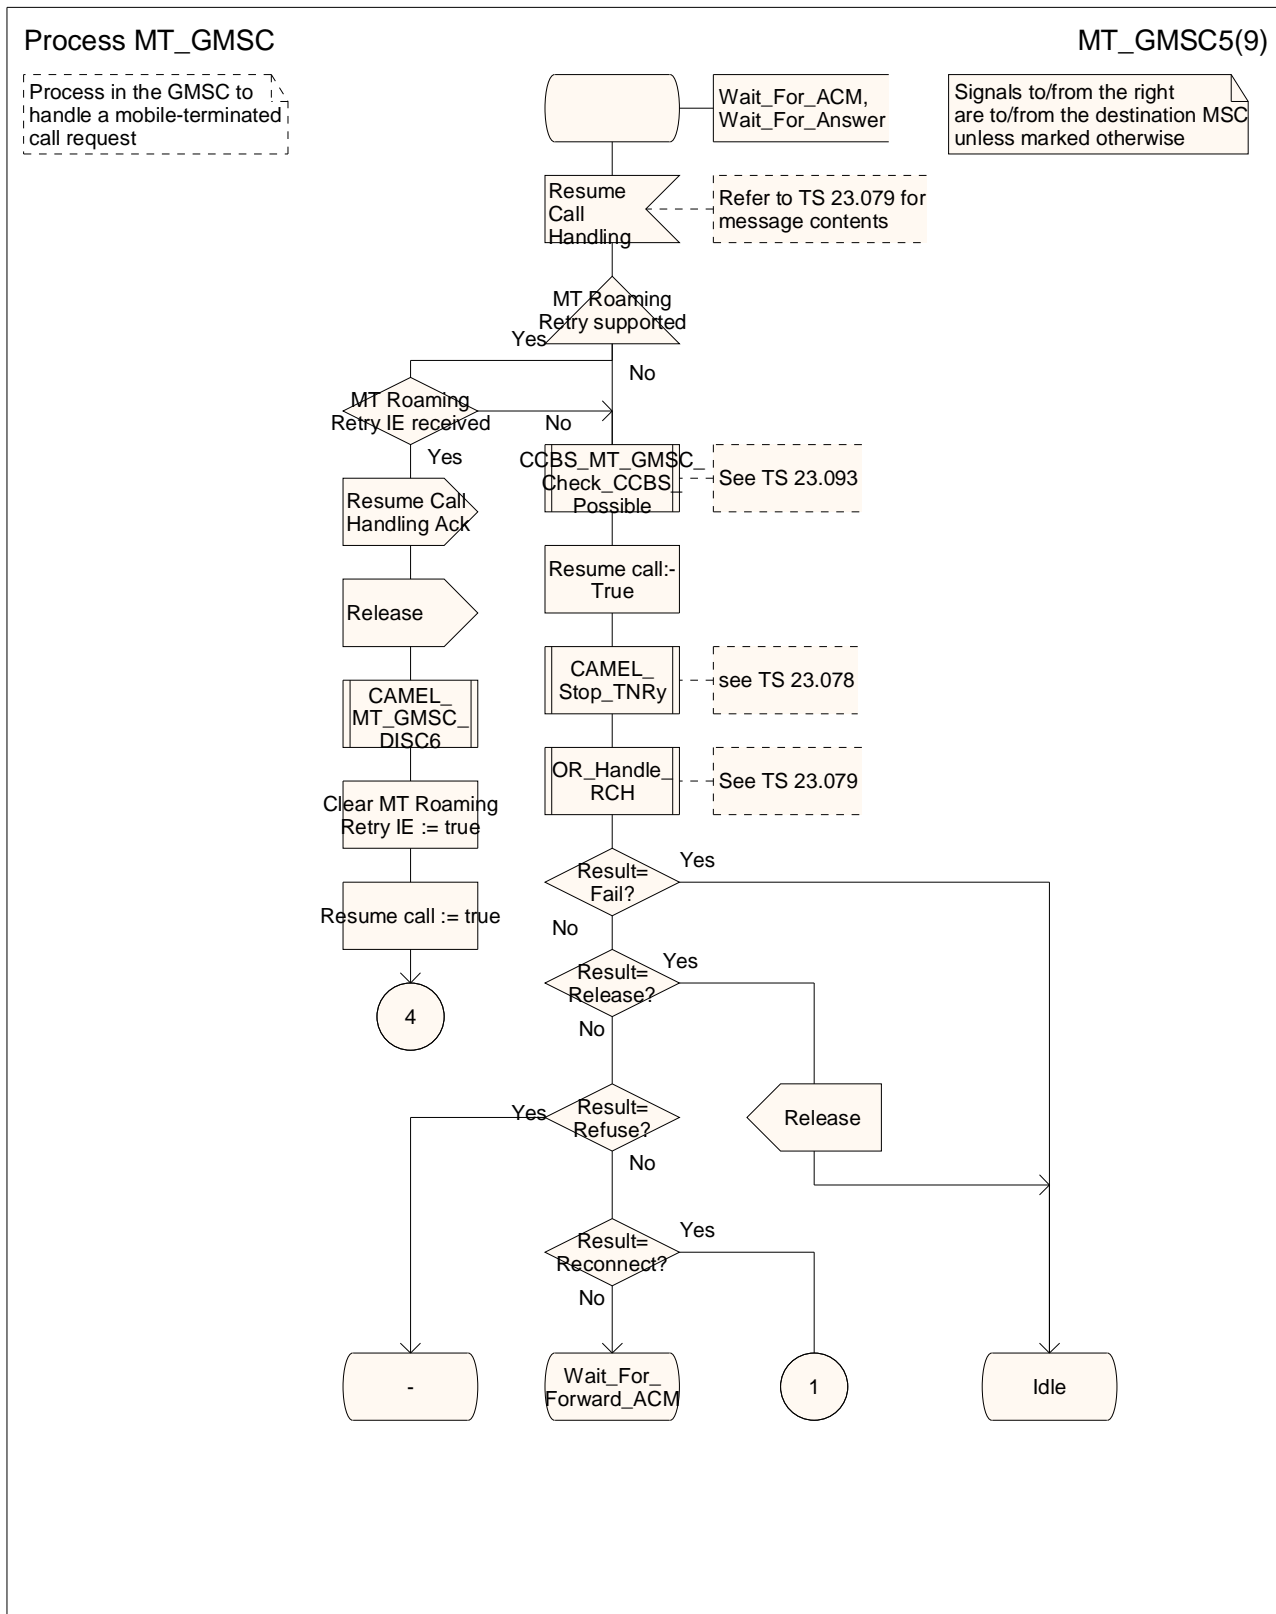 Process MT_GMSC
MT_GMSC5(9)
Process in the GMSC to
handle a mobile-terminated
call request
Wait_For_ACM,
Wait_For_Answer
Signals to/from the right
are to/from the destination MSC
unless marked otherwise
Resume
Call
Handling
Refer to TS 23.079 for
message contents
MT Roaming
Retry supported
Yes
No
MT Roaming
Retry IE received
No
Yes
CCBS_MT_GMSC_
Check_CCBS_
Possible
See TS 23.093
Resume Call
Handling Ack
Resume call:-
True
Release
CAMEL_
Stop_TNRy
see TS 23.078
CAMEL_
MT_GMSC_
DISC6
OR_Handle_
RCH
See TS 23.079
Clear MT Roaming
Retry IE := true
Result=
Fail?
Yes
No
Resume call := true
Result=
Release?
Yes
No
4
Result=
Refuse?
Yes
No
Release
Result=
Reconnect?
Yes
No
-
Wait_For_
Forward_ACM
1
Idle